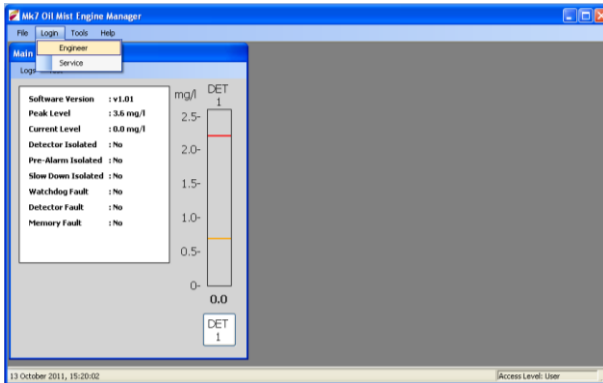 Mk7 Oil Mist Engine Manager
File Login Tools Help
Engineer
Service
Main
Logs
Software Version : v1.01
Peak Level : 3.6 mg/l
Current Level : 0.0 mg/l
Detector Isolated : No
Pre-Alarm Isolated : No
Slow Down Isolated : No
Watchdog Fault : No
Detector Fault : No
Memory Fault : No
mg/l
DET
1
2.5-
2.0-
1.5-
1.0-
0.5-
0-
0.0
DET
1
13 October 2011, 15:20:02
Access Level: User